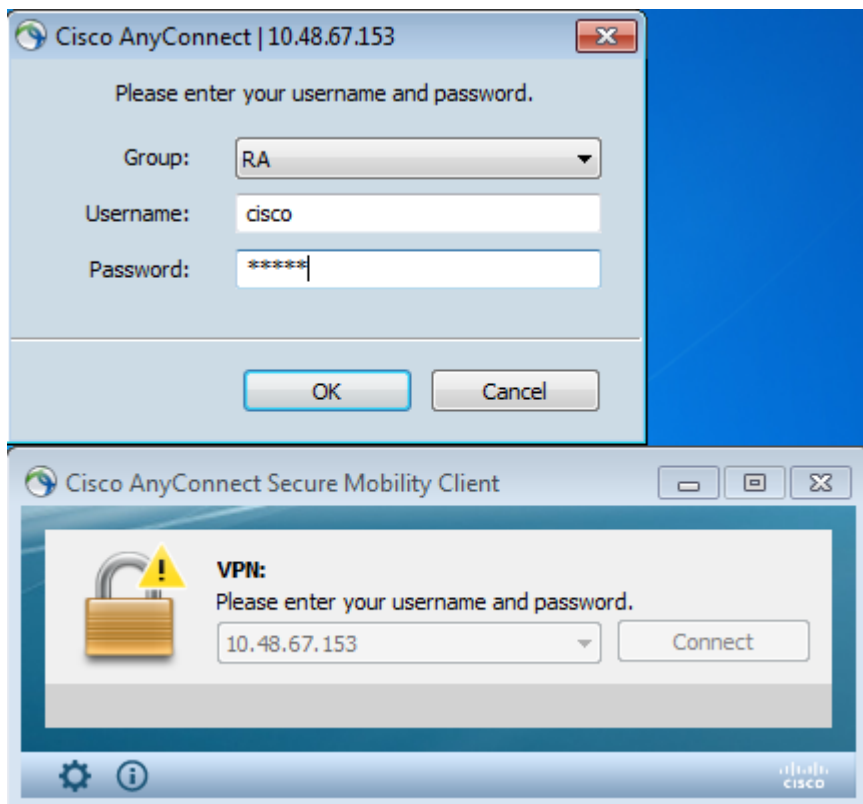 Cisco AnyConnect | 10.48.67.153
Please enter your username and password.
Group: RA
Username: cisco
Password: *****
OK Cancel
Cisco AnyConnect Secure Mobility Client
VPN:
Please enter your username and password.
10.48.67.153 Connect
CISCO